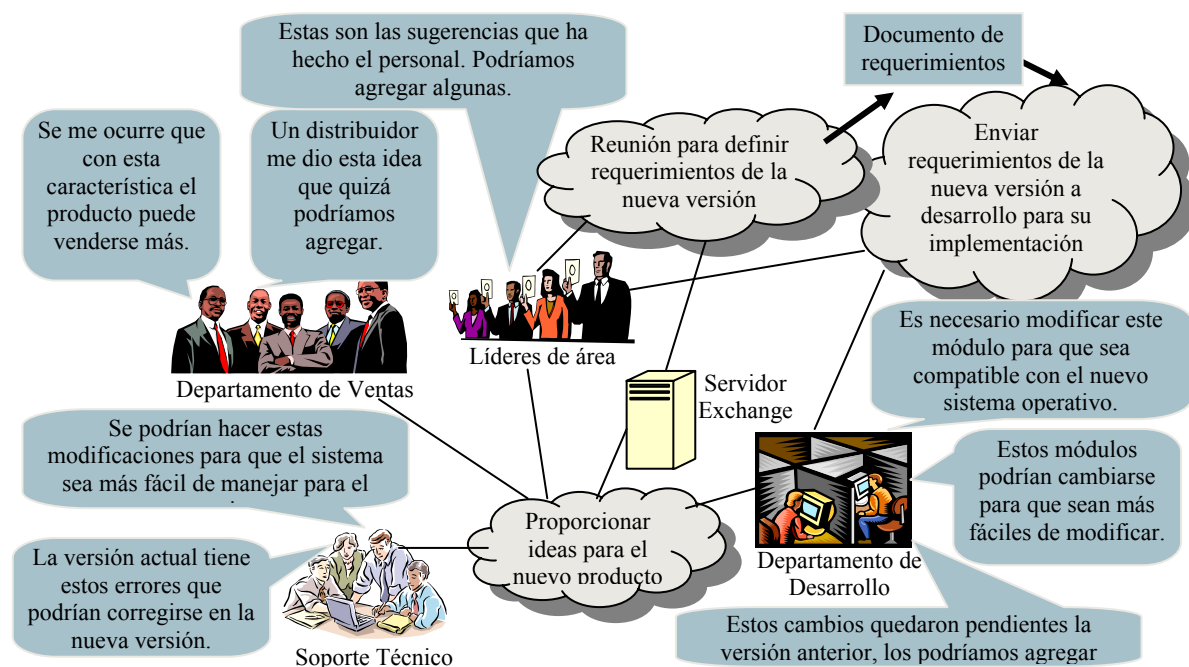 Estas son las sugerencias que ha
hecho el personal. Podríamos
agregar algunas.
Documento de
requerimientos
Se me ocurre que
con esta
característica el
producto puede
venderse más.
Un distribuidor
me dio esta idea
que quizá
podríamos
agregar.
Reunión para definir
requerimientos de la
nueva versión
Enviar
requerimientos de la
nueva versión a
desarrollo para su
implementación
Líderes de área
Departamento de Ventas
Servidor
Exchange
Es necesario modificar este
módulo para que sea
compatible con el nuevo
sistema operativo.
Se podrían hacer estas
modificaciones para que el sistema
sea más fácil de manejar para el
Estos módulos
podrían cambiarse
para que sean más
fáciles de modificar.
Proporcionar
ideas para el
nuevo producto
Departamento de
Desarrollo
La versión actual tiene
estos errores que
podrían corregirse en la
nueva versión.
Soporte Técnico
Estos cambios quedaron pendientes la
versión anterior, los podríamos agregar